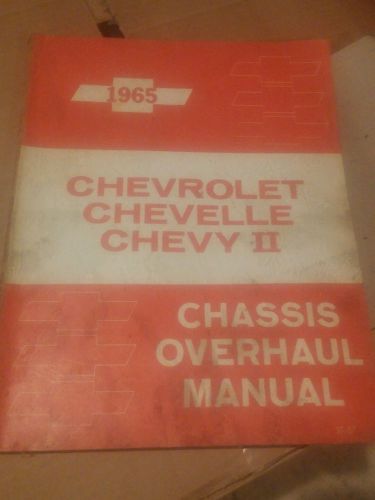 1965
CHEVROLET
CHEVELLE
CHEVY II
CHASSIS
OVERHAUL
MANUAL